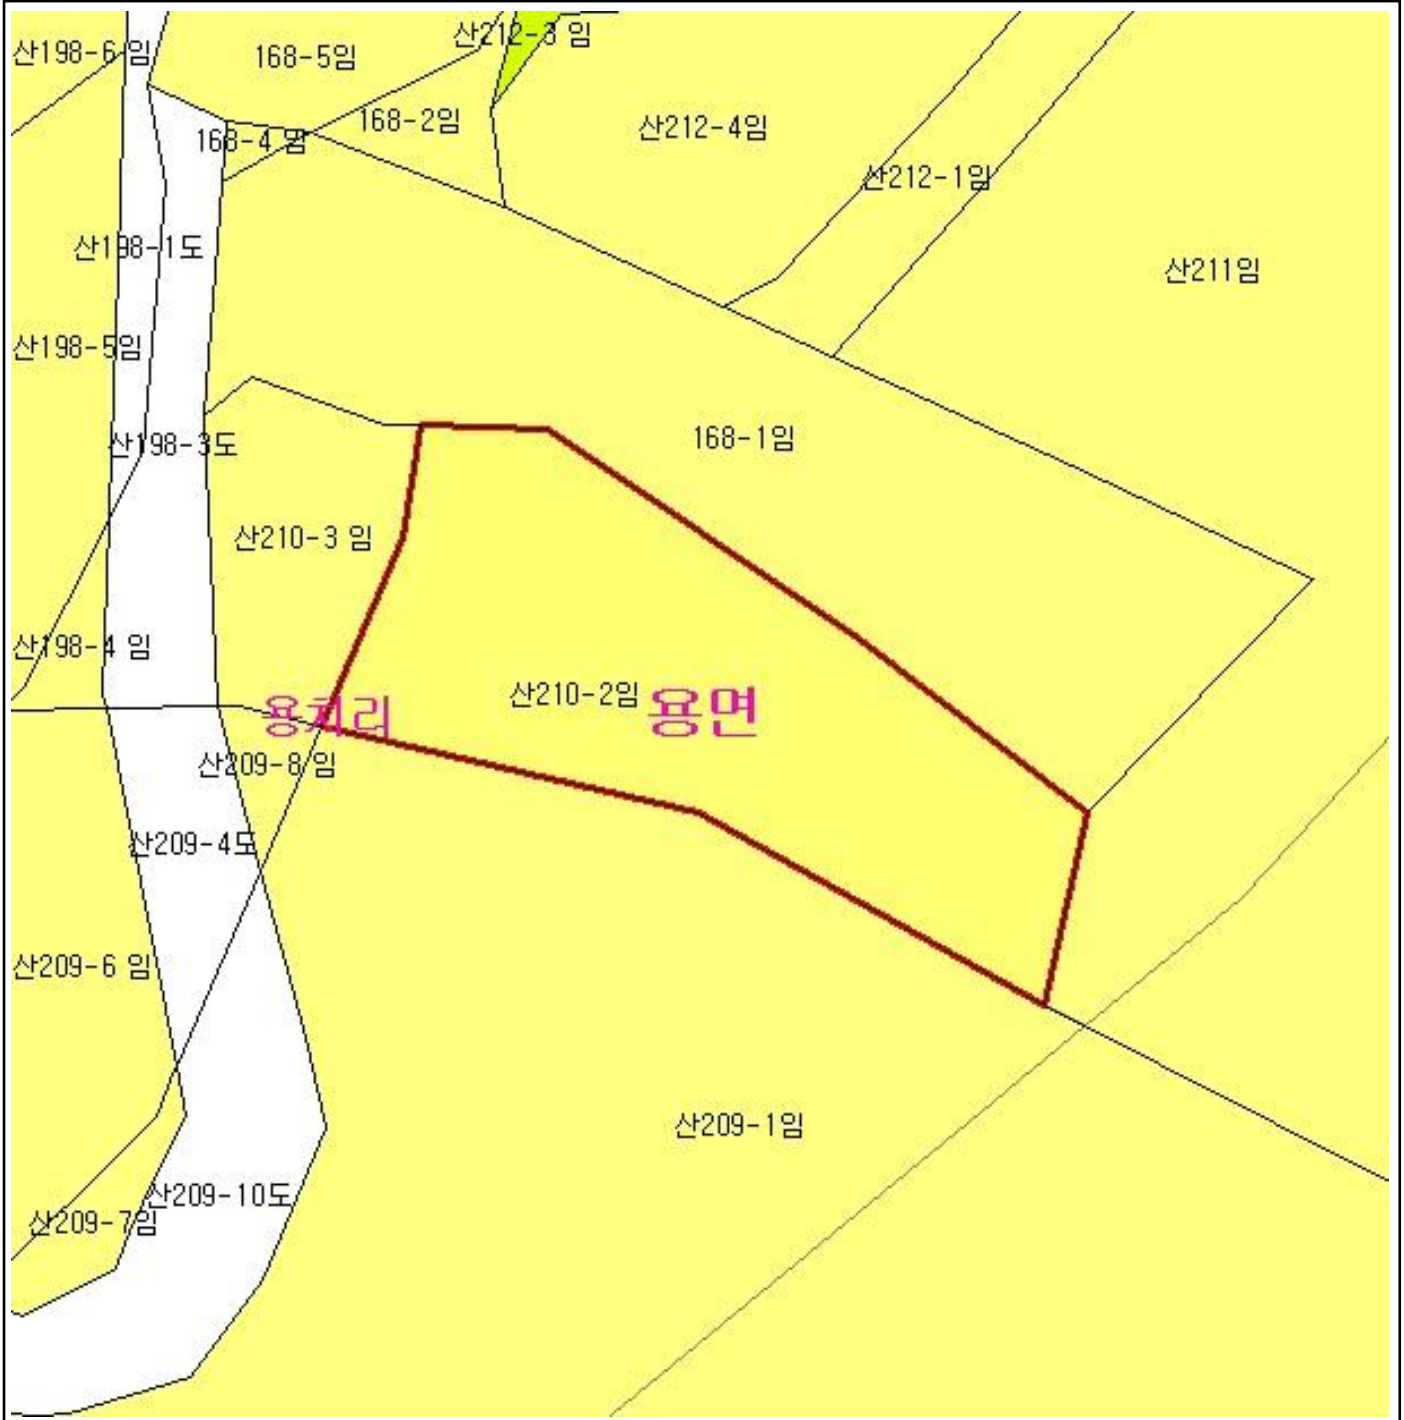 산212-3 임
산198-6 임
168-5임
168-2임
산212-4임
168-4 임
산212-1임
산198-1도
산211임
산198-5임
168-1임
산198-3도
산210-3 임
산198-4 임
산210-2임
용면
용치리
산209-8 임
산209-4도
산209-6 임
산209-1임
산209-10도
산209-7임